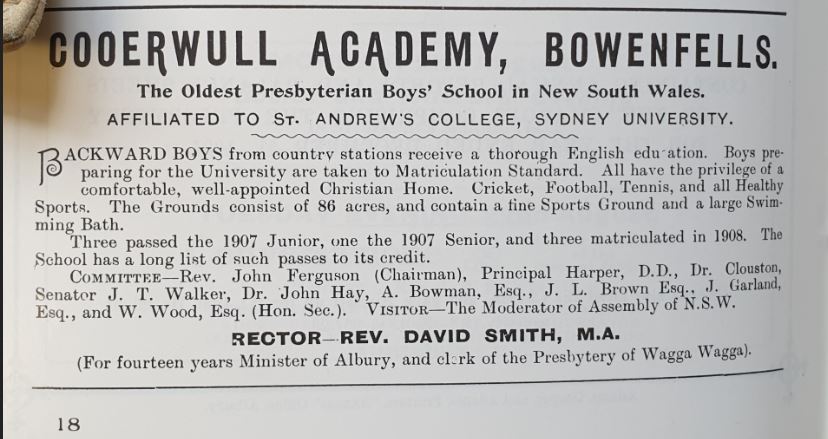 COOERWULL ACADEMY, BOWENFELLS.
The Oldest Presbyterian Boys' School in New South Wales.
AFFILIATED TO ST. ANDREW'S COLLEGE, SYDNEY UNIVERSITY.
BACKWARD BOYS from country stations receive a thorough English edu ation. Boys pre-
paring for the University are taken to Matriculation Standard. All have the privilege of a
comfortable, well-appointed Christian Home. Cricket, Football, Tennis, and all Healthy
Sports. The Grounds consist of 86 acres, and contain a fine Sports Ground and a large Swim-
ming Bath.
Three passed the 1907 Junior, one the 1907 Senior, and three matriculated in 1908. The
School has a long list of such passes to its credit.
COMMITTEE—Rev. John Ferguson (Chairman), Principal Harper, D.D., Dr. Clouston,
Senator J. T. Walker, Dr. John Hay, A. Bowman, Esq., J. L. Brown Esq., J. Garland,
Esq., and W. Wood, Esq. (Hon. Sec.). VISITOR—The Moderator of Assembly of N.S.W.
RECTOR—REV. DAVID SMITH, M.A.
(For fourteen years Minister of Albury, and clerk of the Presbytery of Wagga Wagga).
18